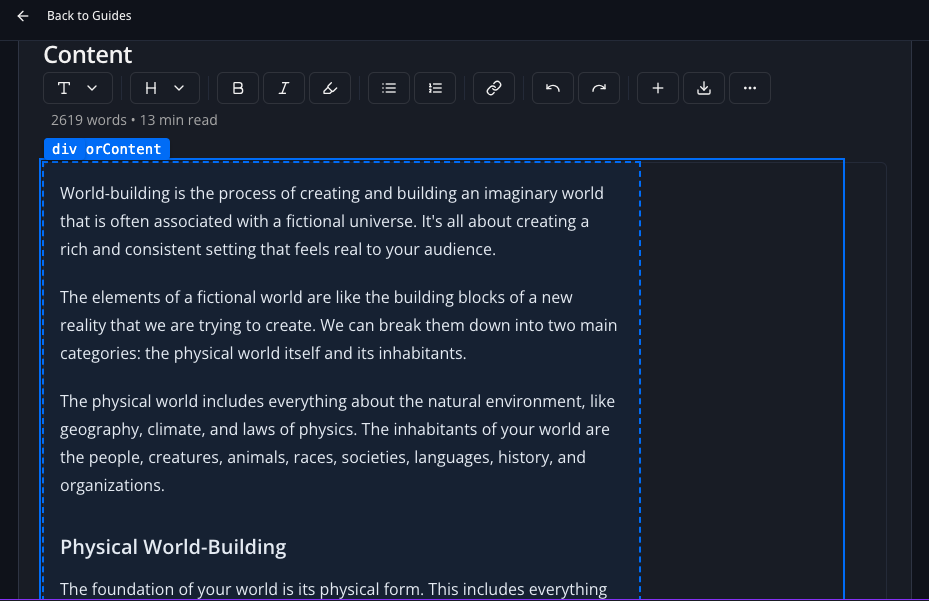 Back to Guides
Content
T
H
B I
2619 words • 13 min read
div orContent
World-building is the process of creating and building an imaginary world
that is often associated with a fictional universe. It's all about creating a
rich and consistent setting that feels real to your audience.
The elements of a fictional world are like the building blocks of a new
reality that we are trying to create. We can break them down into two main
categories: the physical world itself and its inhabitants.
The physical world includes everything about the natural environment, like
geography, climate, and laws of physics. The inhabitants of your world are
the people, creatures, animals, races, societies, languages, history, and
organizations.
Physical World-Building
The foundation of your world is its physical form. This includes everything